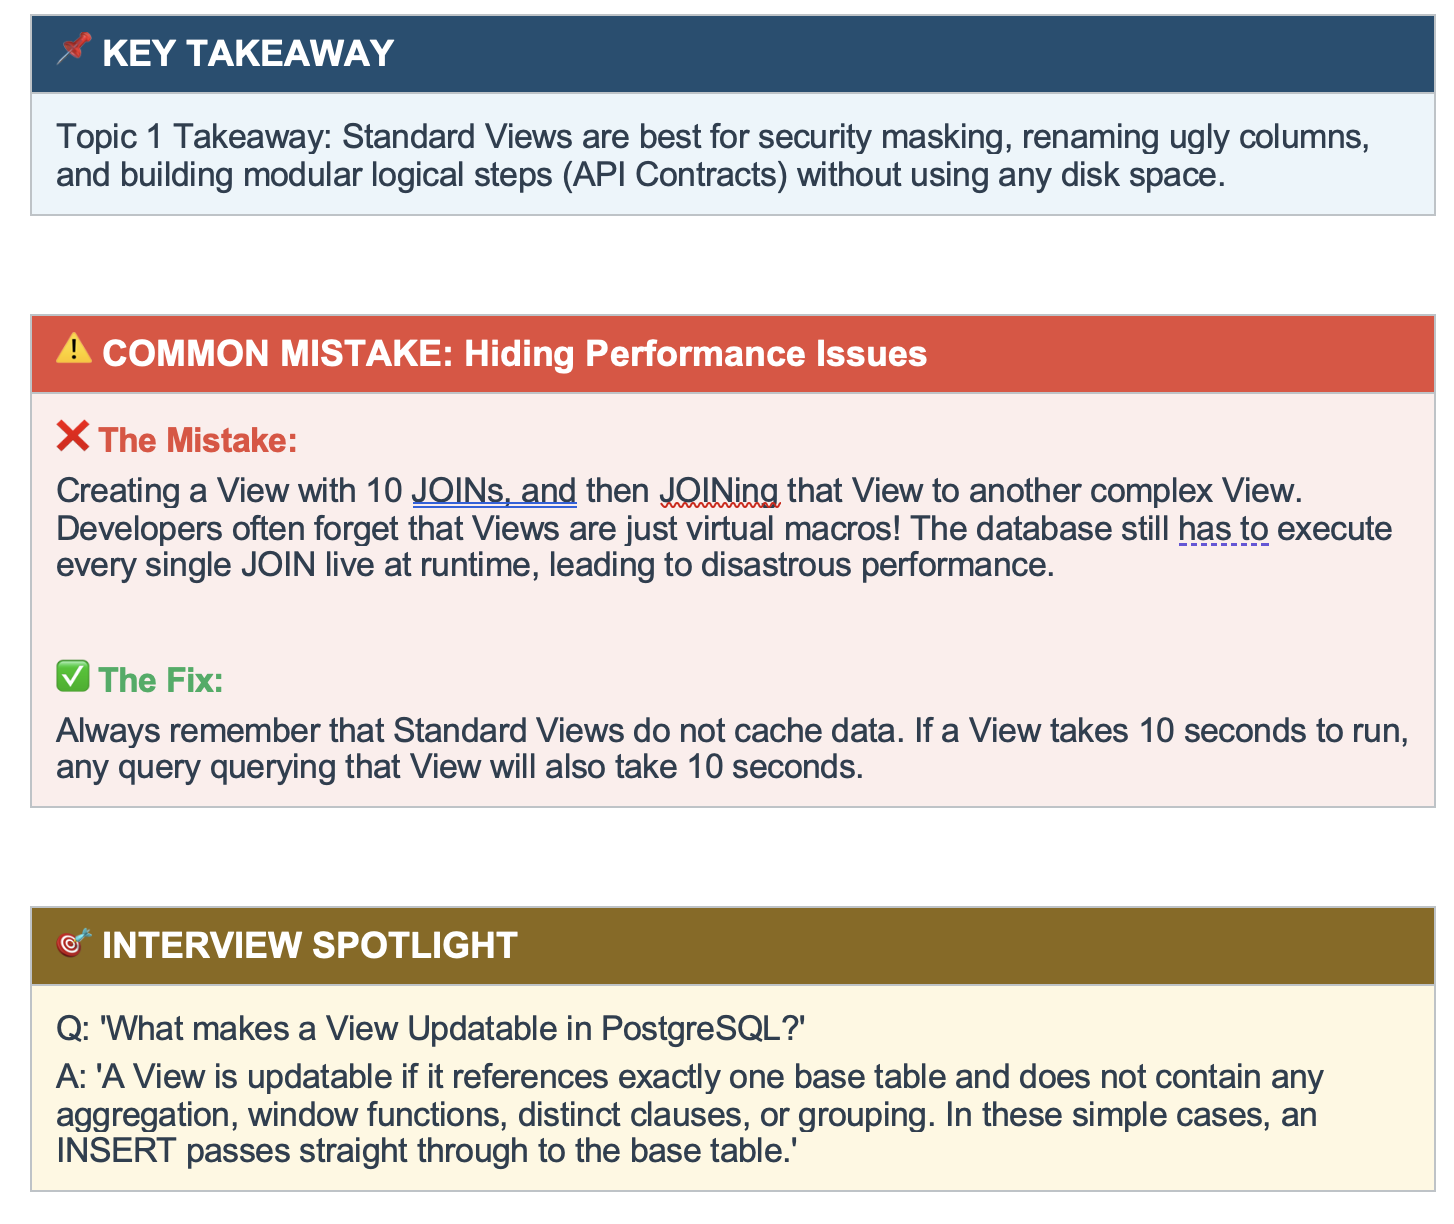 📌 KEY TAKEAWAY
Topic 1 Takeaway: Standard Views are best for security masking, renaming ugly columns,
and building modular logical steps (API Contracts) without using any disk space.
⚠️ COMMON MISTAKE: Hiding Performance Issues
❌ The Mistake:
Creating a View with 10 JOINs, and then JOINing that View to another complex View.
Developers often forget that Views are just virtual macros! The database still has to execute
every single JOIN live at runtime, leading to disastrous performance.
✅ The Fix:
Always remember that Standard Views do not cache data. If a View takes 10 seconds to run,
any query querying that View will also take 10 seconds.
🎯 INTERVIEW SPOTLIGHT
Q: 'What makes a View Updatable in PostgreSQL?'
A: 'A View is updatable if it references exactly one base table and does not contain any
aggregation, window functions, distinct clauses, or grouping. In these simple cases, an
INSERT passes straight through to the base table.'